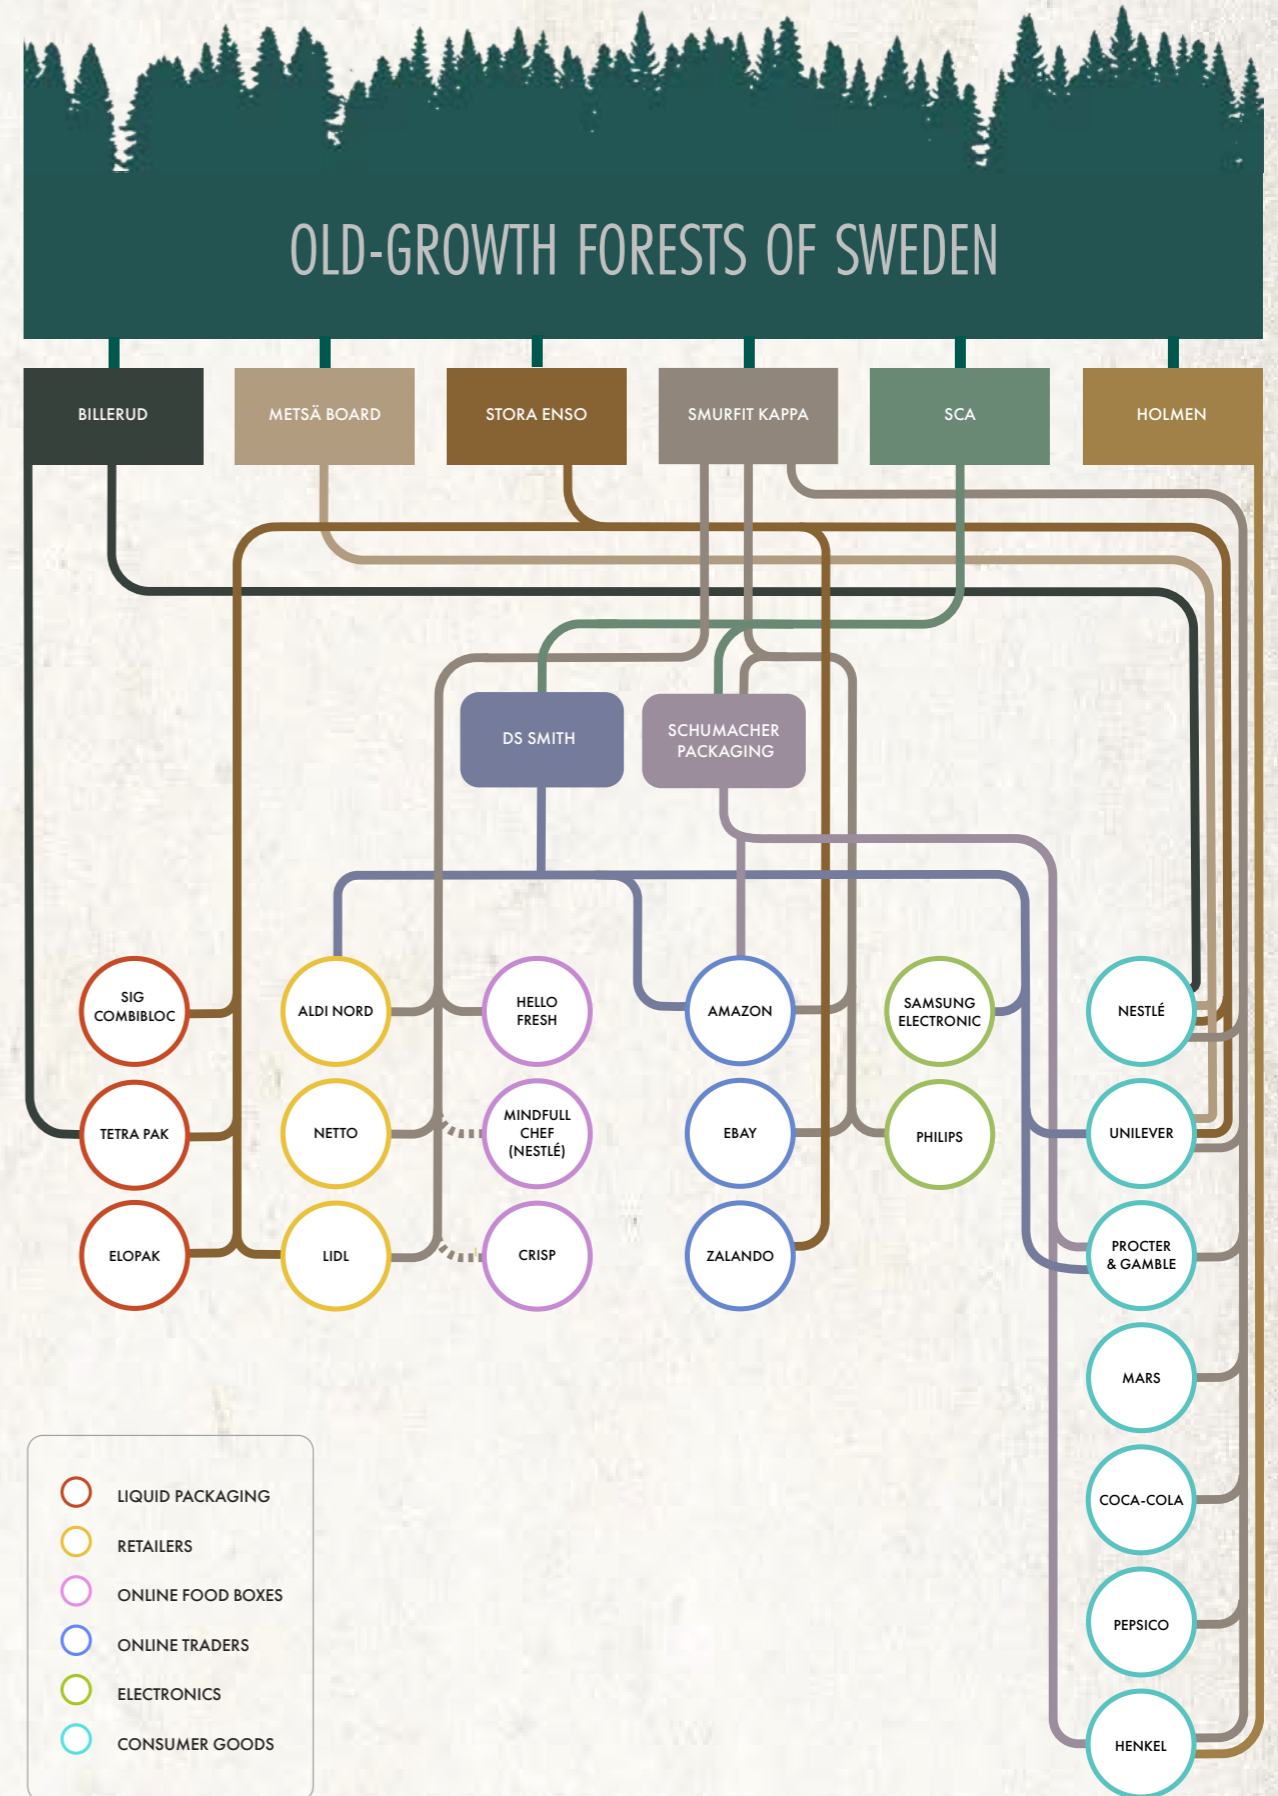 OLD-GROWTH FORESTS OF SWEDEN
BILLERUD
METSÄ BOARD
STORA ENSO
SMURFIT KAPPA
SCA
HOLMEN
DS SMITH
SCHUMACHER
PACKAGING
SIG
COMBIBLOC
ALDI NORD
HELLO
FRESH
AMAZON
SAMSUNG
ELECTRONIC
NESTLÉ
TETRA PAK
NETTO
MINDFULL
CHEF
(NESTLÉ)
EBAY
PHILIPS
UNILEVER
ELOPAK
LIDL
CRISP
ZALANDO
PROCTER
& GAMBLE
MARS
COCA-COLA
PEPSICO
HENKEL
LIQUID PACKAGING
RETAILERS
ONLINE FOOD BOXES
ONLINE TRADERS
ELECTRONICS
CONSUMER GOODS